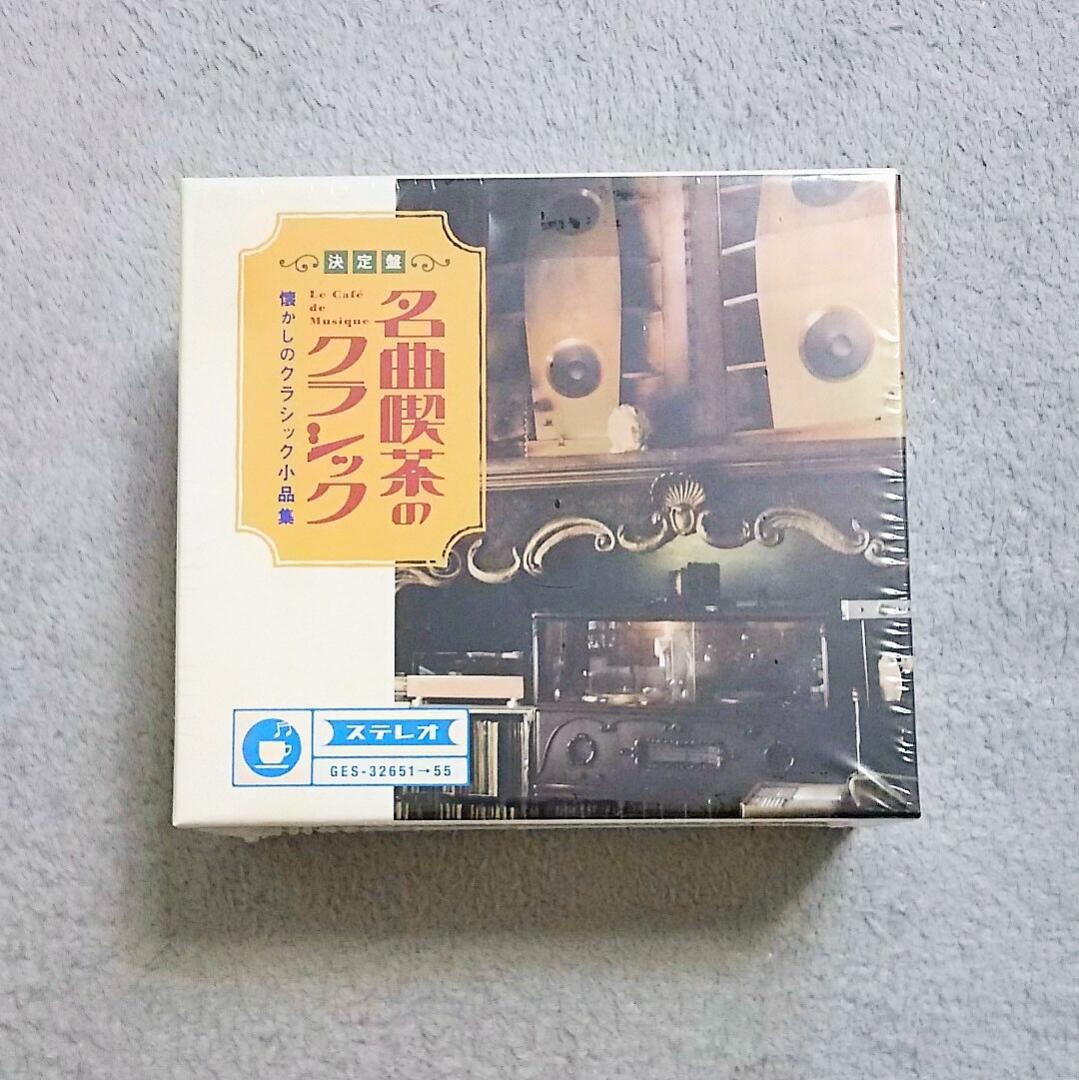 決定盤
名曲喫茶の
クラシック
Le Café
de
Musique
懐かしのクラシック小品集
ステレオ
GES-32651→55